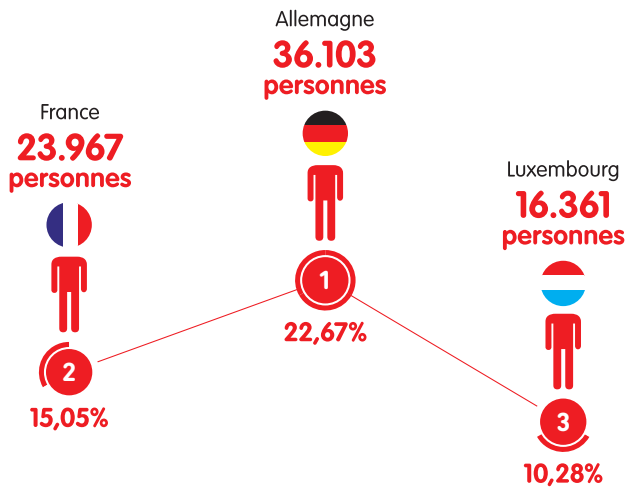 Allemagne
36.103
personnes
1
22,67%
France
23.967
personnes
2
15,05%
Luxembourg
16.361
personnes
3
10,28%